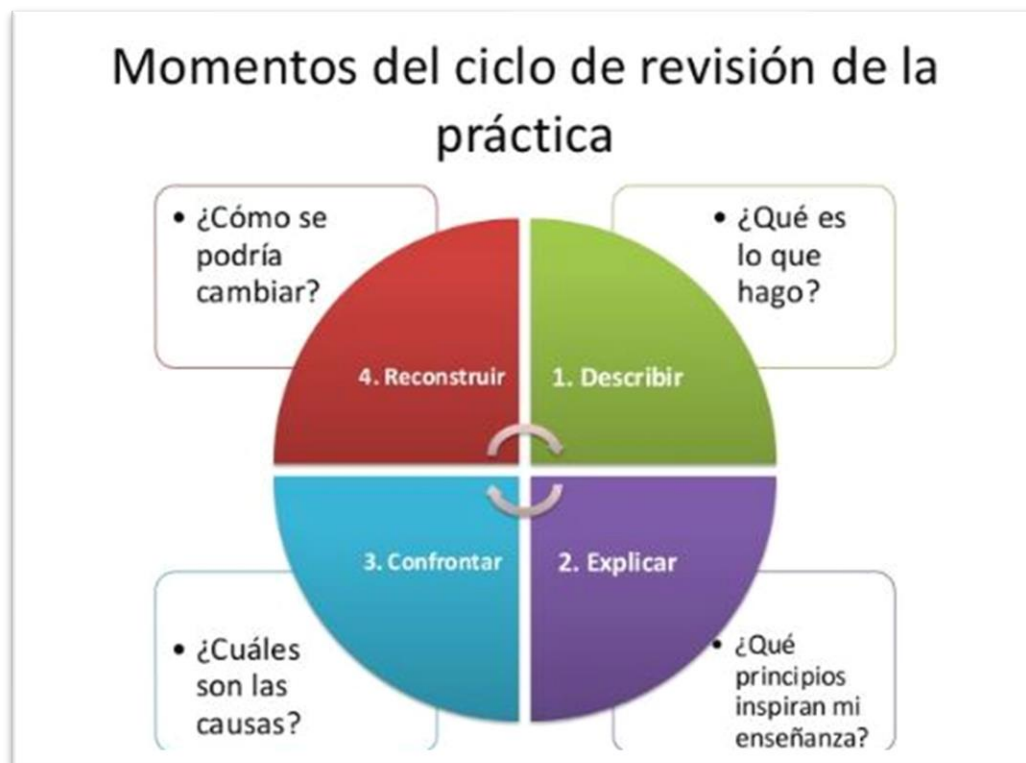 Momentos del ciclo de revisión de la
práctica
• ¿Cómo se
podría
cambiar?
• ¿Qué es
lo que
hago?
4. Reconstruir
1. Describir
3. Confrontar
2. Explicar
• ¿Cuáles
son las
causas?
• ¿Qué
principios
inspiran mi
enseñanza?